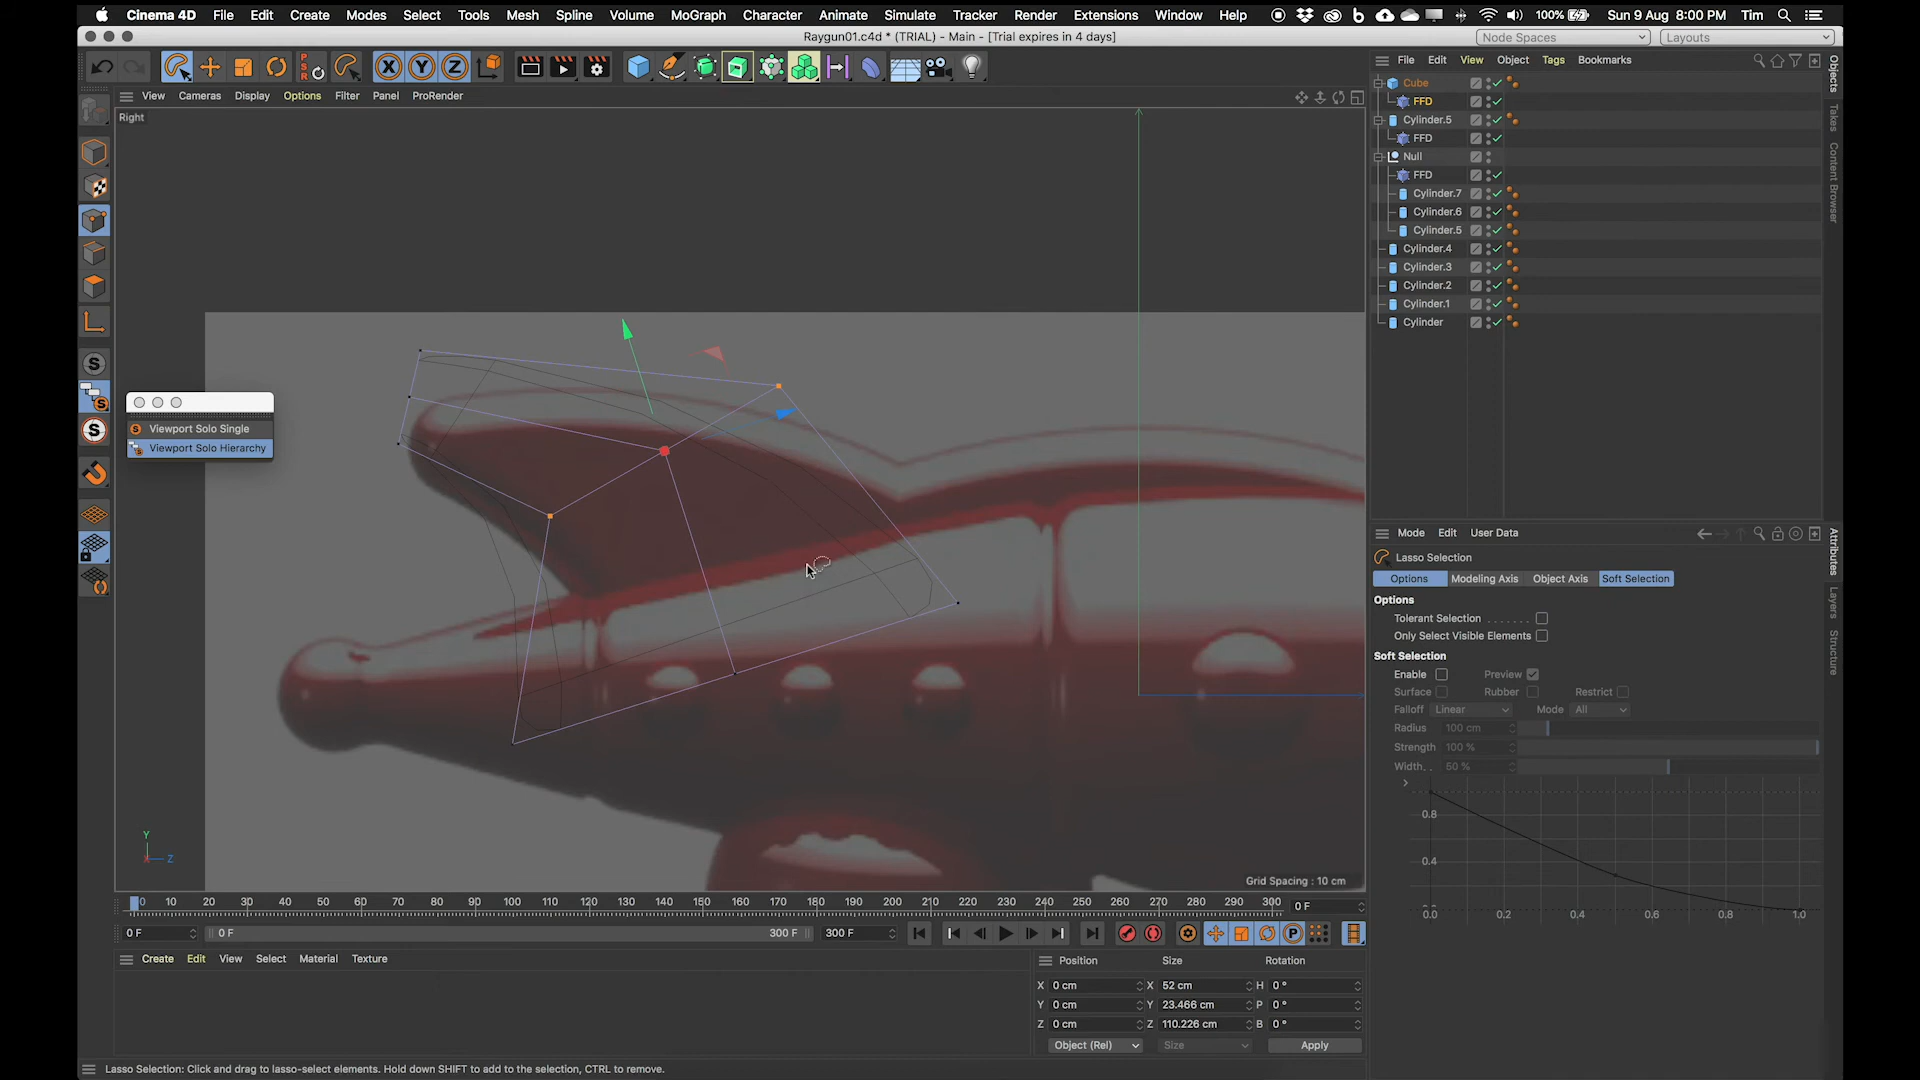 Cinema 4D File Edit Create Modes Select Tools Mesh Spline Volume MoGraph Character Animate Simulate Tracker Render Extensions Window Help 100% Sun 9 Aug 8:00 PM Tim
Raygun01.c4d * (TRIAL) - Main - [Trial expires in 4 days]
Node Spaces Layouts
View Cameras Display Options Filter Panel ProRender
File Edit View Object Tags Bookmarks
Right
Cube
FFD
Cylinder.5
FFD
Null
FFD
Cylinder.7
Cylinder.6
Cylinder.5
Cylinder.4
Cylinder.3
Cylinder.2
Cylinder.1
Cylinder
Objects
Takes
Content Browser
Viewport Solo Single
Viewport Solo Hierarchy
Mode Edit User Data
Lasso Selection
Options Modeling Axis Object Axis Soft Selection
Options
Tolerant Selection . . . . . . .
Only Select Visible Elements
Soft Selection
Enable Preview
Surface Rubber Restrict
Falloff Linear Mode All
Radius 100 cm
Strength 100 %
Width. . 50 %
0.8
0.4
0.0 0.2 0.4 0.6 0.8 1.0
Attributes
Layers
Structure
Y
X Z
Grid Spacing : 10 cm
0 10 20 30 40 50 60 70 80 90 100 110 120 130 140 150 160 170 180 190 200 210 220 230 240 250 260 270 280 290 300 0 F
0 F 0 F 300 F 300 F
Create Edit View Select Material Texture
Position Size Rotation
X 0 cm X 52 cm H 0 °
Y 0 cm Y 23.466 cm P 0 °
Z 0 cm Z 110.226 cm B 0 °
Object (Rel) Size Apply
Lasso Selection: Click and drag to lasso-select elements. Hold down SHIFT to add to the selection, CTRL to remove.